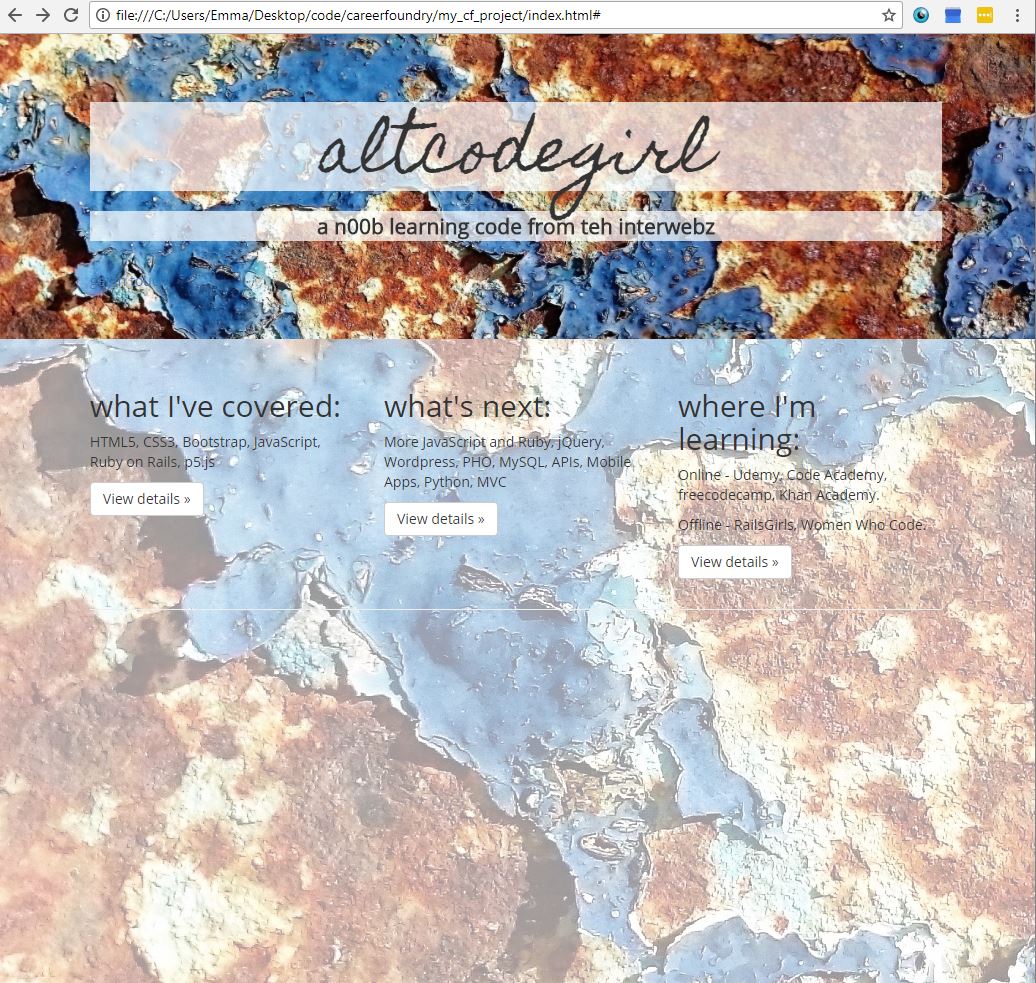 file:///C:/Users/Emma/Desktop/code/careerfoundry/my_cf_project/index.html#
altcodegirl
a n00b learning code from teh interwebz
what I've covered:
HTML5, CSS3, Bootstrap, JavaScript,
Ruby on Rails, p5.js
View details »
what's next:
More JavaScript and Ruby, jQuery,
Wordpress, PHO, MySQL, APIs, Mobile
Apps, Python, MVC
View details »
where I'm
learning:
Online - Udemy, Code Academy,
freecodecamp, Khan Academy.
Offline - RailsGirls, Women Who Code.
View details »